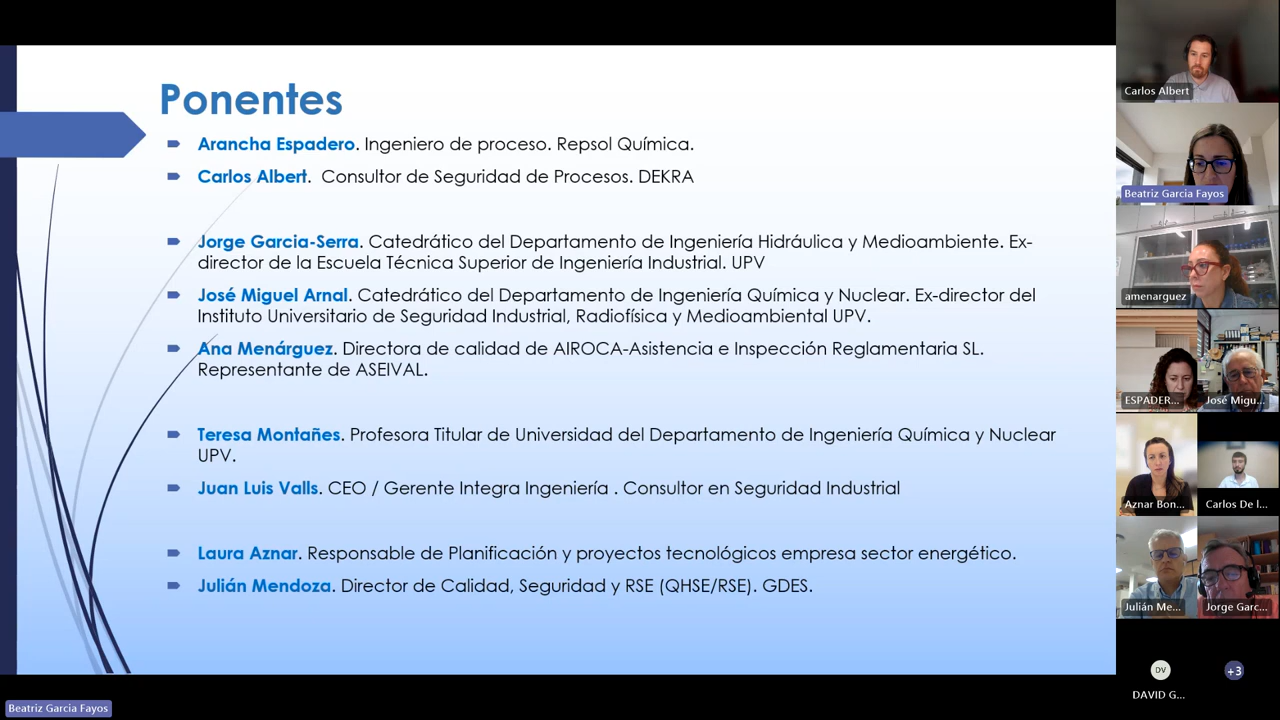 Ponentes
Arancha Espadero. Ingeniero de proceso. Repsol Química.
Carlos Albert.  Consultor de Seguridad de Procesos. DEKRA
Jorge Garcia-Serra. Catedrático del Departamento de Ingeniería Hidráulica y Medioambiente. Ex-
director de la Escuela Técnica Superior de Ingeniería Industrial. UPV
José Miguel Arnal. Catedrático del Departamento de Ingeniería Química y Nuclear. Ex-director del
Instituto Universitario de Seguridad Industrial, Radiofísica y Medioambiental UPV.
Ana Menárguez. Directora de calidad de AIROCA-Asistencia e Inspección Reglamentaria SL.
Representante de ASEIVAL.
Teresa Montañes. Profesora Titular de Universidad del Departamento de Ingeniería Química y Nuclear
UPV.
Juan Luis Valls. CEO / Gerente Integra Ingeniería . Consultor en Seguridad Industrial
Laura Aznar. Responsable de Planificación y proyectos tecnológicos empresa sector energético.
Julián Mendoza. Director de Calidad, Seguridad y RSE (QHSE/RSE). GDES.
Carlos Albert
Beatriz Garcia Fayos
amenarguez
ESPADER...
José Migu...
Aznar Bon...
Carlos De l...
Julián Me...
Jorge Garc...
DV
+3
DAVID G...
Beatriz Garcia Fayos